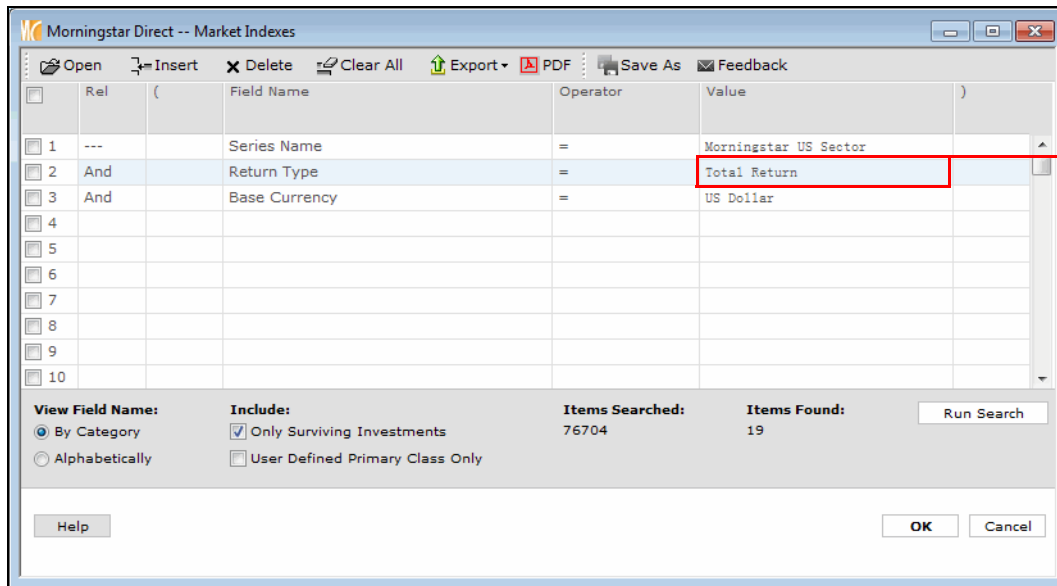 Morningstar Direct -- Market Indexes
Open Insert Delete Clear All Export PDF Save As Feedback
Rel ( Field Name Operator Value )
1 --- Series Name = Morningstar US Sector
2 And Return Type = Total Return
3 And Base Currency = US Dollar
4
5
6
7
8
9
10
View Field Name: Include: Items Searched: Items Found: Run Search
By Category Only Surviving Investments 76704 19
Alphabetically User Defined Primary Class Only
Help OK Cancel